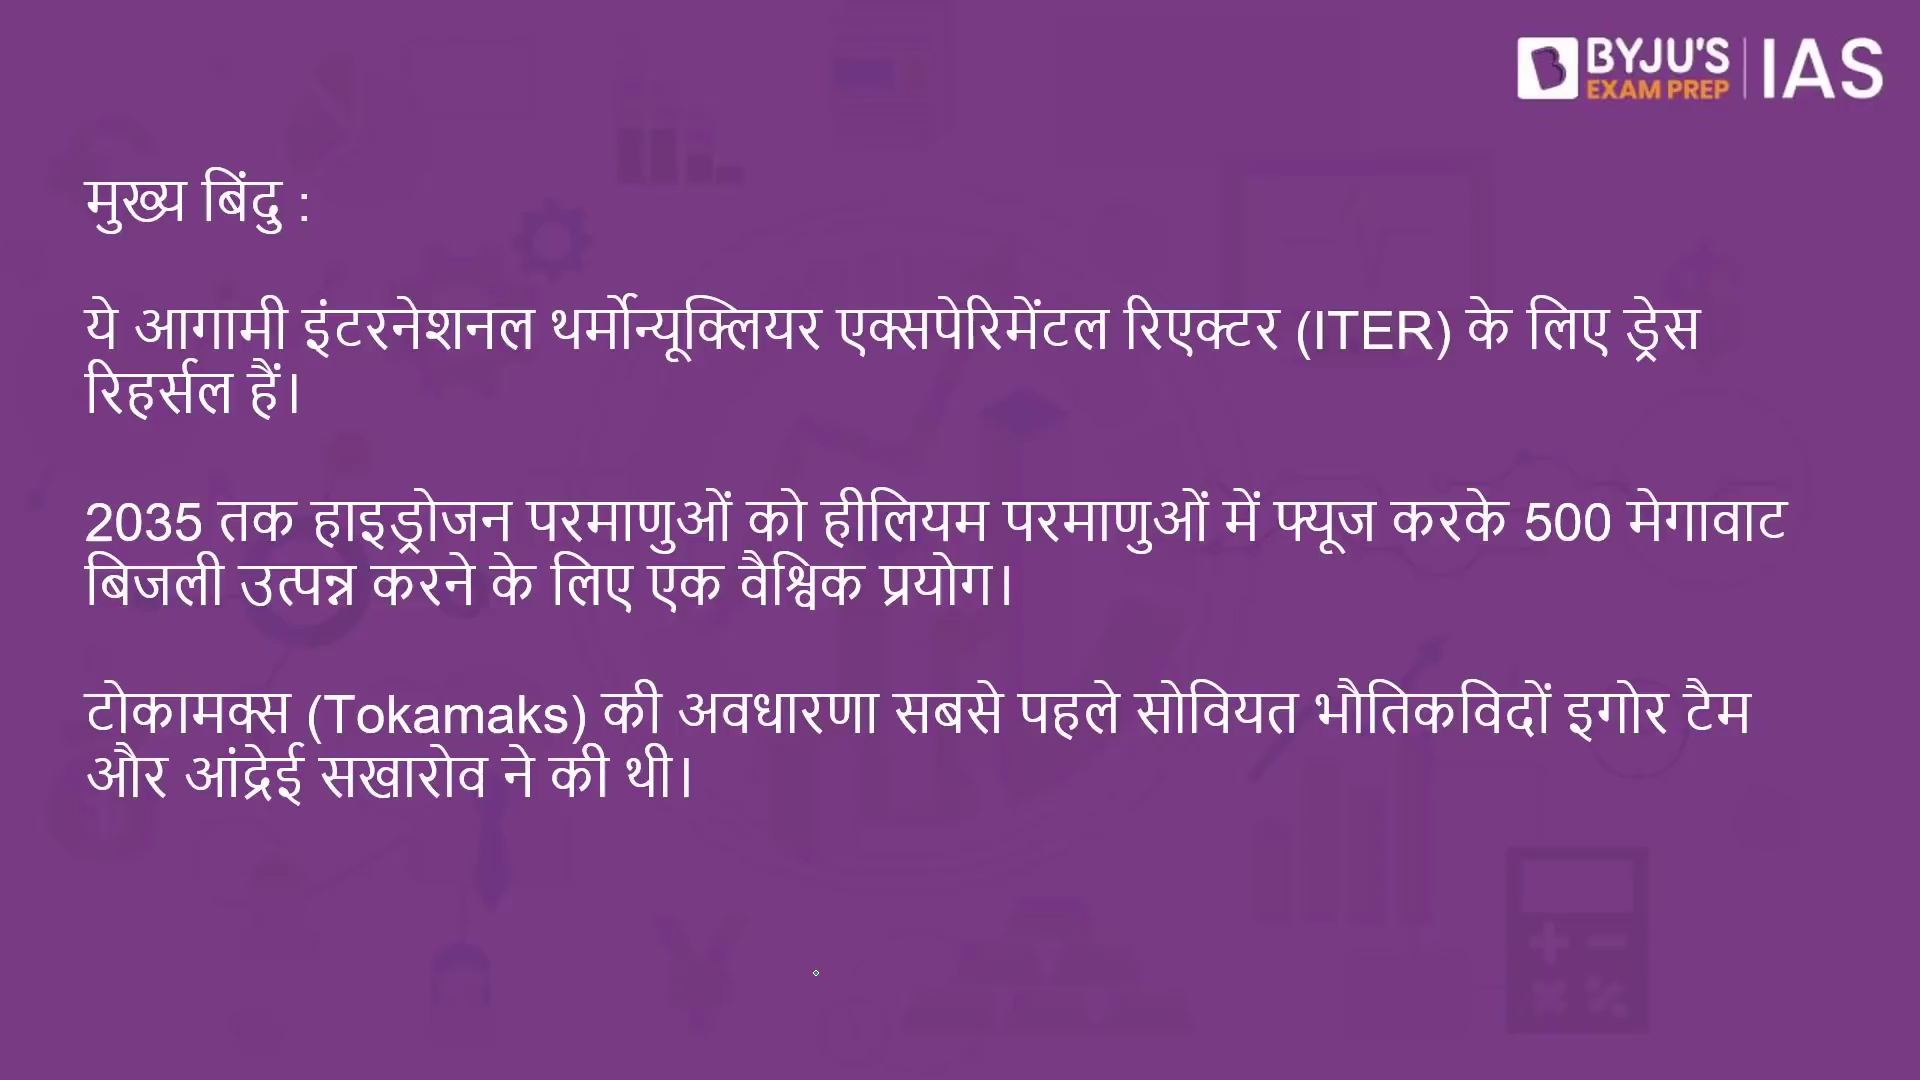 BYJU'S
EXAM PREP
IAS
मुख्य बिंदु :
ये आगामी इंटरनेशनल थर्मोन्यूक्लियर एक्सपेरिमेंटल रिएक्टर (ITER) के लिए ड्रेस
रिहर्सल हैं।
2035 तक हाइड्रोजन परमाणुओं को हीलियम परमाणुओं में फ्यूज करके 500 मेगावाट
बिजली उत्पन्न करने के लिए एक वैश्विक प्रयोग।
टोकामक्स (Tokamaks) की अवधारणा सबसे पहले सोवियत भौतिकविदों इगोर टैम
और आंद्रेई सखारोव ने की थी।